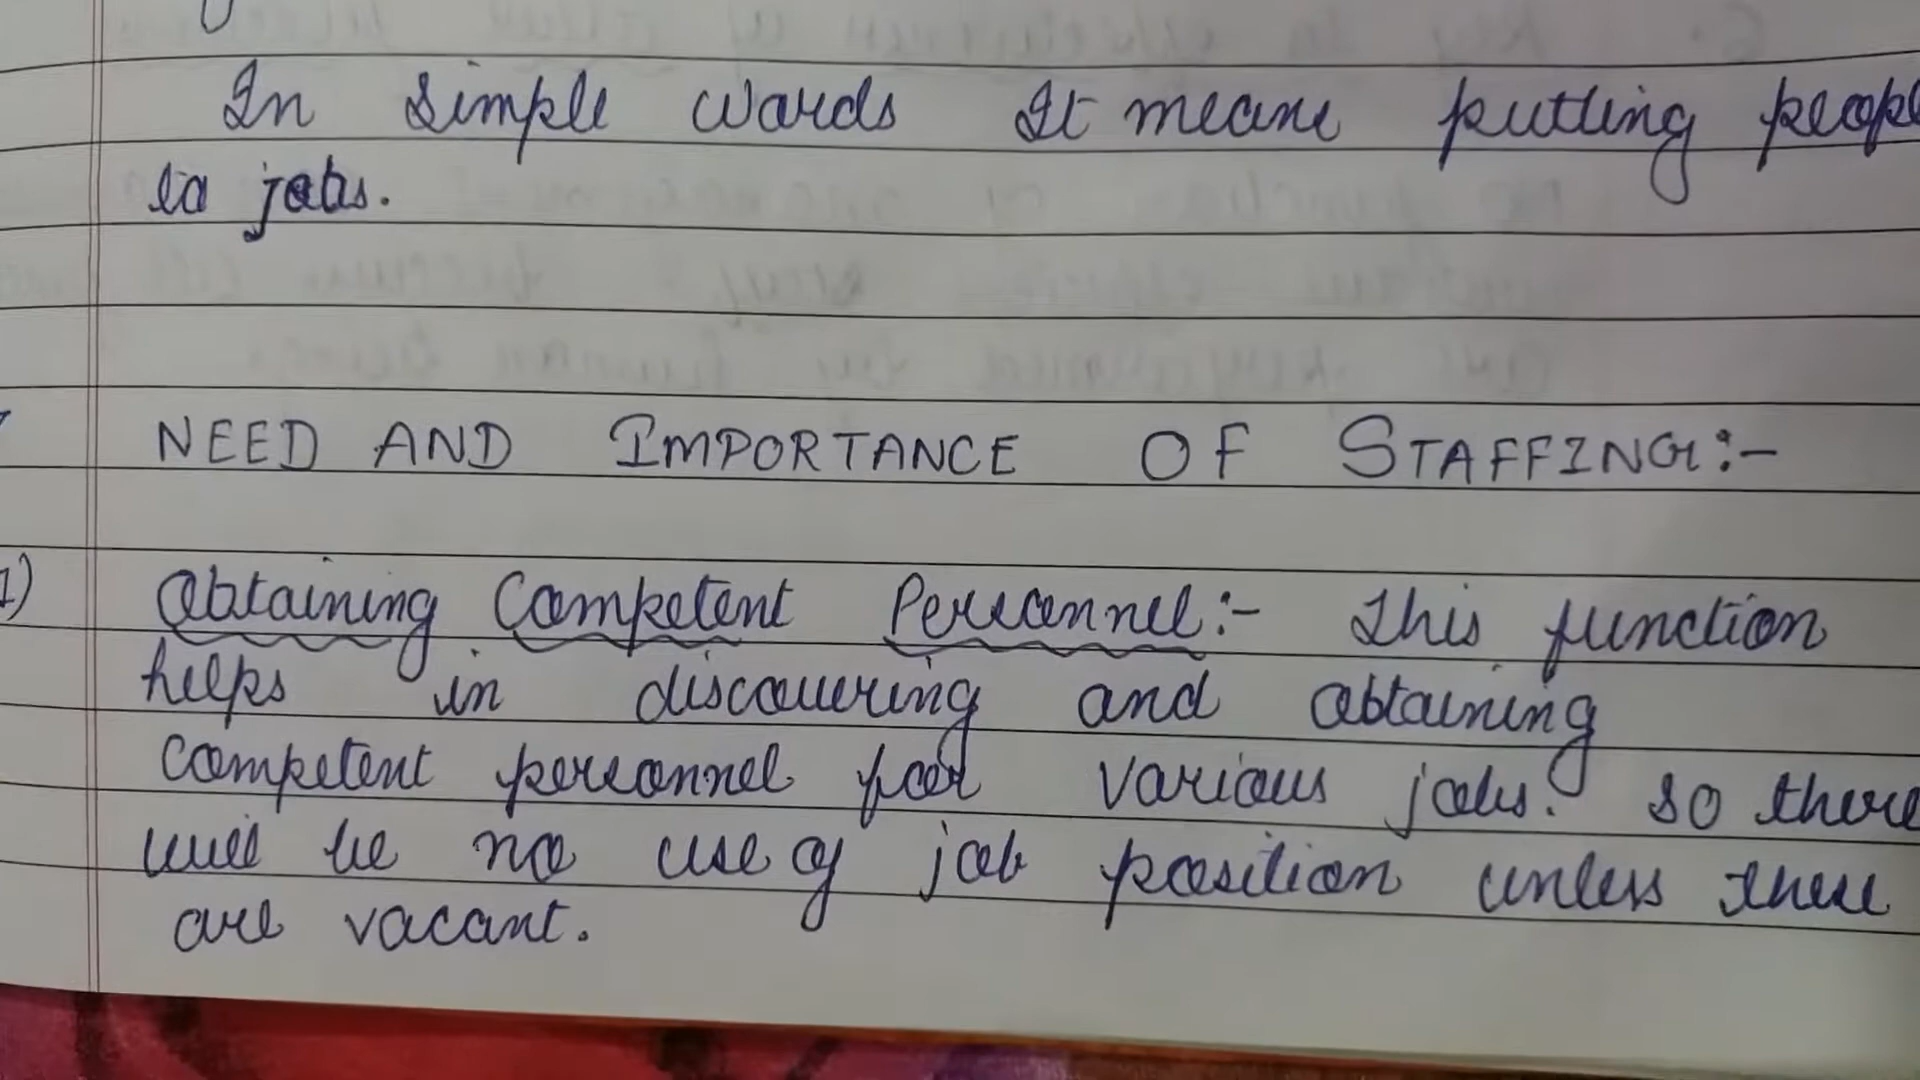 In simple words It means putting peopl
to jobs.
NEED AND IMPORTANCE OF STAFFING:-
1) Obtaining Competent Personnel:- This function
helps in discovering and obtaining
competent personnel for various jobs. so there
will be no use of job position unless there
are vacant.